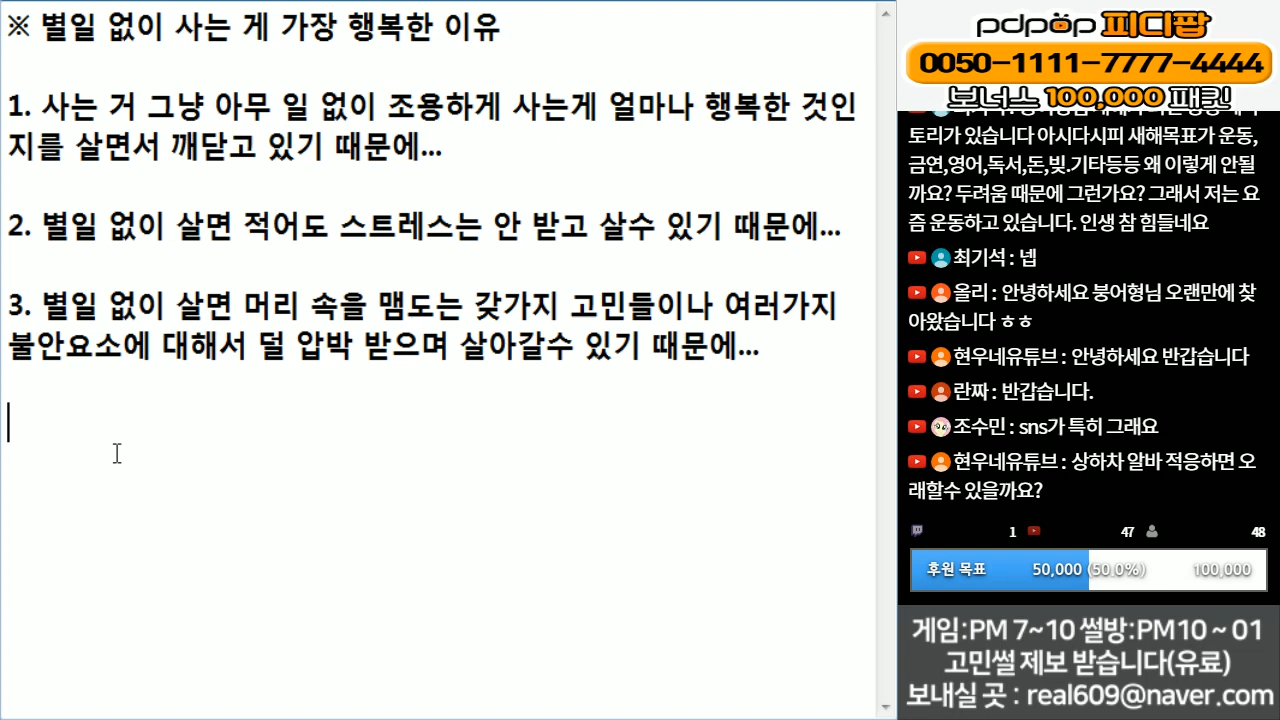 ※ 별일 없이 사는 게 가장 행복한 이유
1. 사는 거 그냥 아무 일 없이 조용하게 사는게 얼마나 행복한 것인
지를 살면서 깨닫고 있기 때문에...
2. 별일 없이 살면 적어도 스트레스는 안 받고 살수 있기 때문에...
3. 별일 없이 살면 머리 속을 맴도는 갖가지 고민들이나 여러가지
불안요소에 대해서 덜 압박 받으며 살아갈수 있기 때문에...
pdpop 피디팝
0050-1111-7777-4444
보너스 100,000 패킷!
토리가 있습니다 아시다시피 새해목표가 운동,
금연,영어,독서,돈,빚.기타등등 왜 이렇게 안될
까요? 두려움 때문에 그런가요? 그래서 저는 요
즘 운동하고 있습니다. 인생 참 힘들네요
최기석 : 넵
올리 : 안녕하세요 붕어형님 오랜만에 찾
아왔습니다 ㅎㅎ
현우네유튜브 : 안녕하세요 반갑습니다
란짜 : 반갑습니다.
조수민 : sns가 특히 그래요
현우네유튜브 : 상하차 알바 적응하면 오
래할수 있을까요?
1 47 48
후원 목표 50,000 (50.0%) 100,000
게임:PM 7~10 썰방:PM10 ~ 01
고민썰 제보 받습니다(유료)
보내실 곳 : real609@naver.com